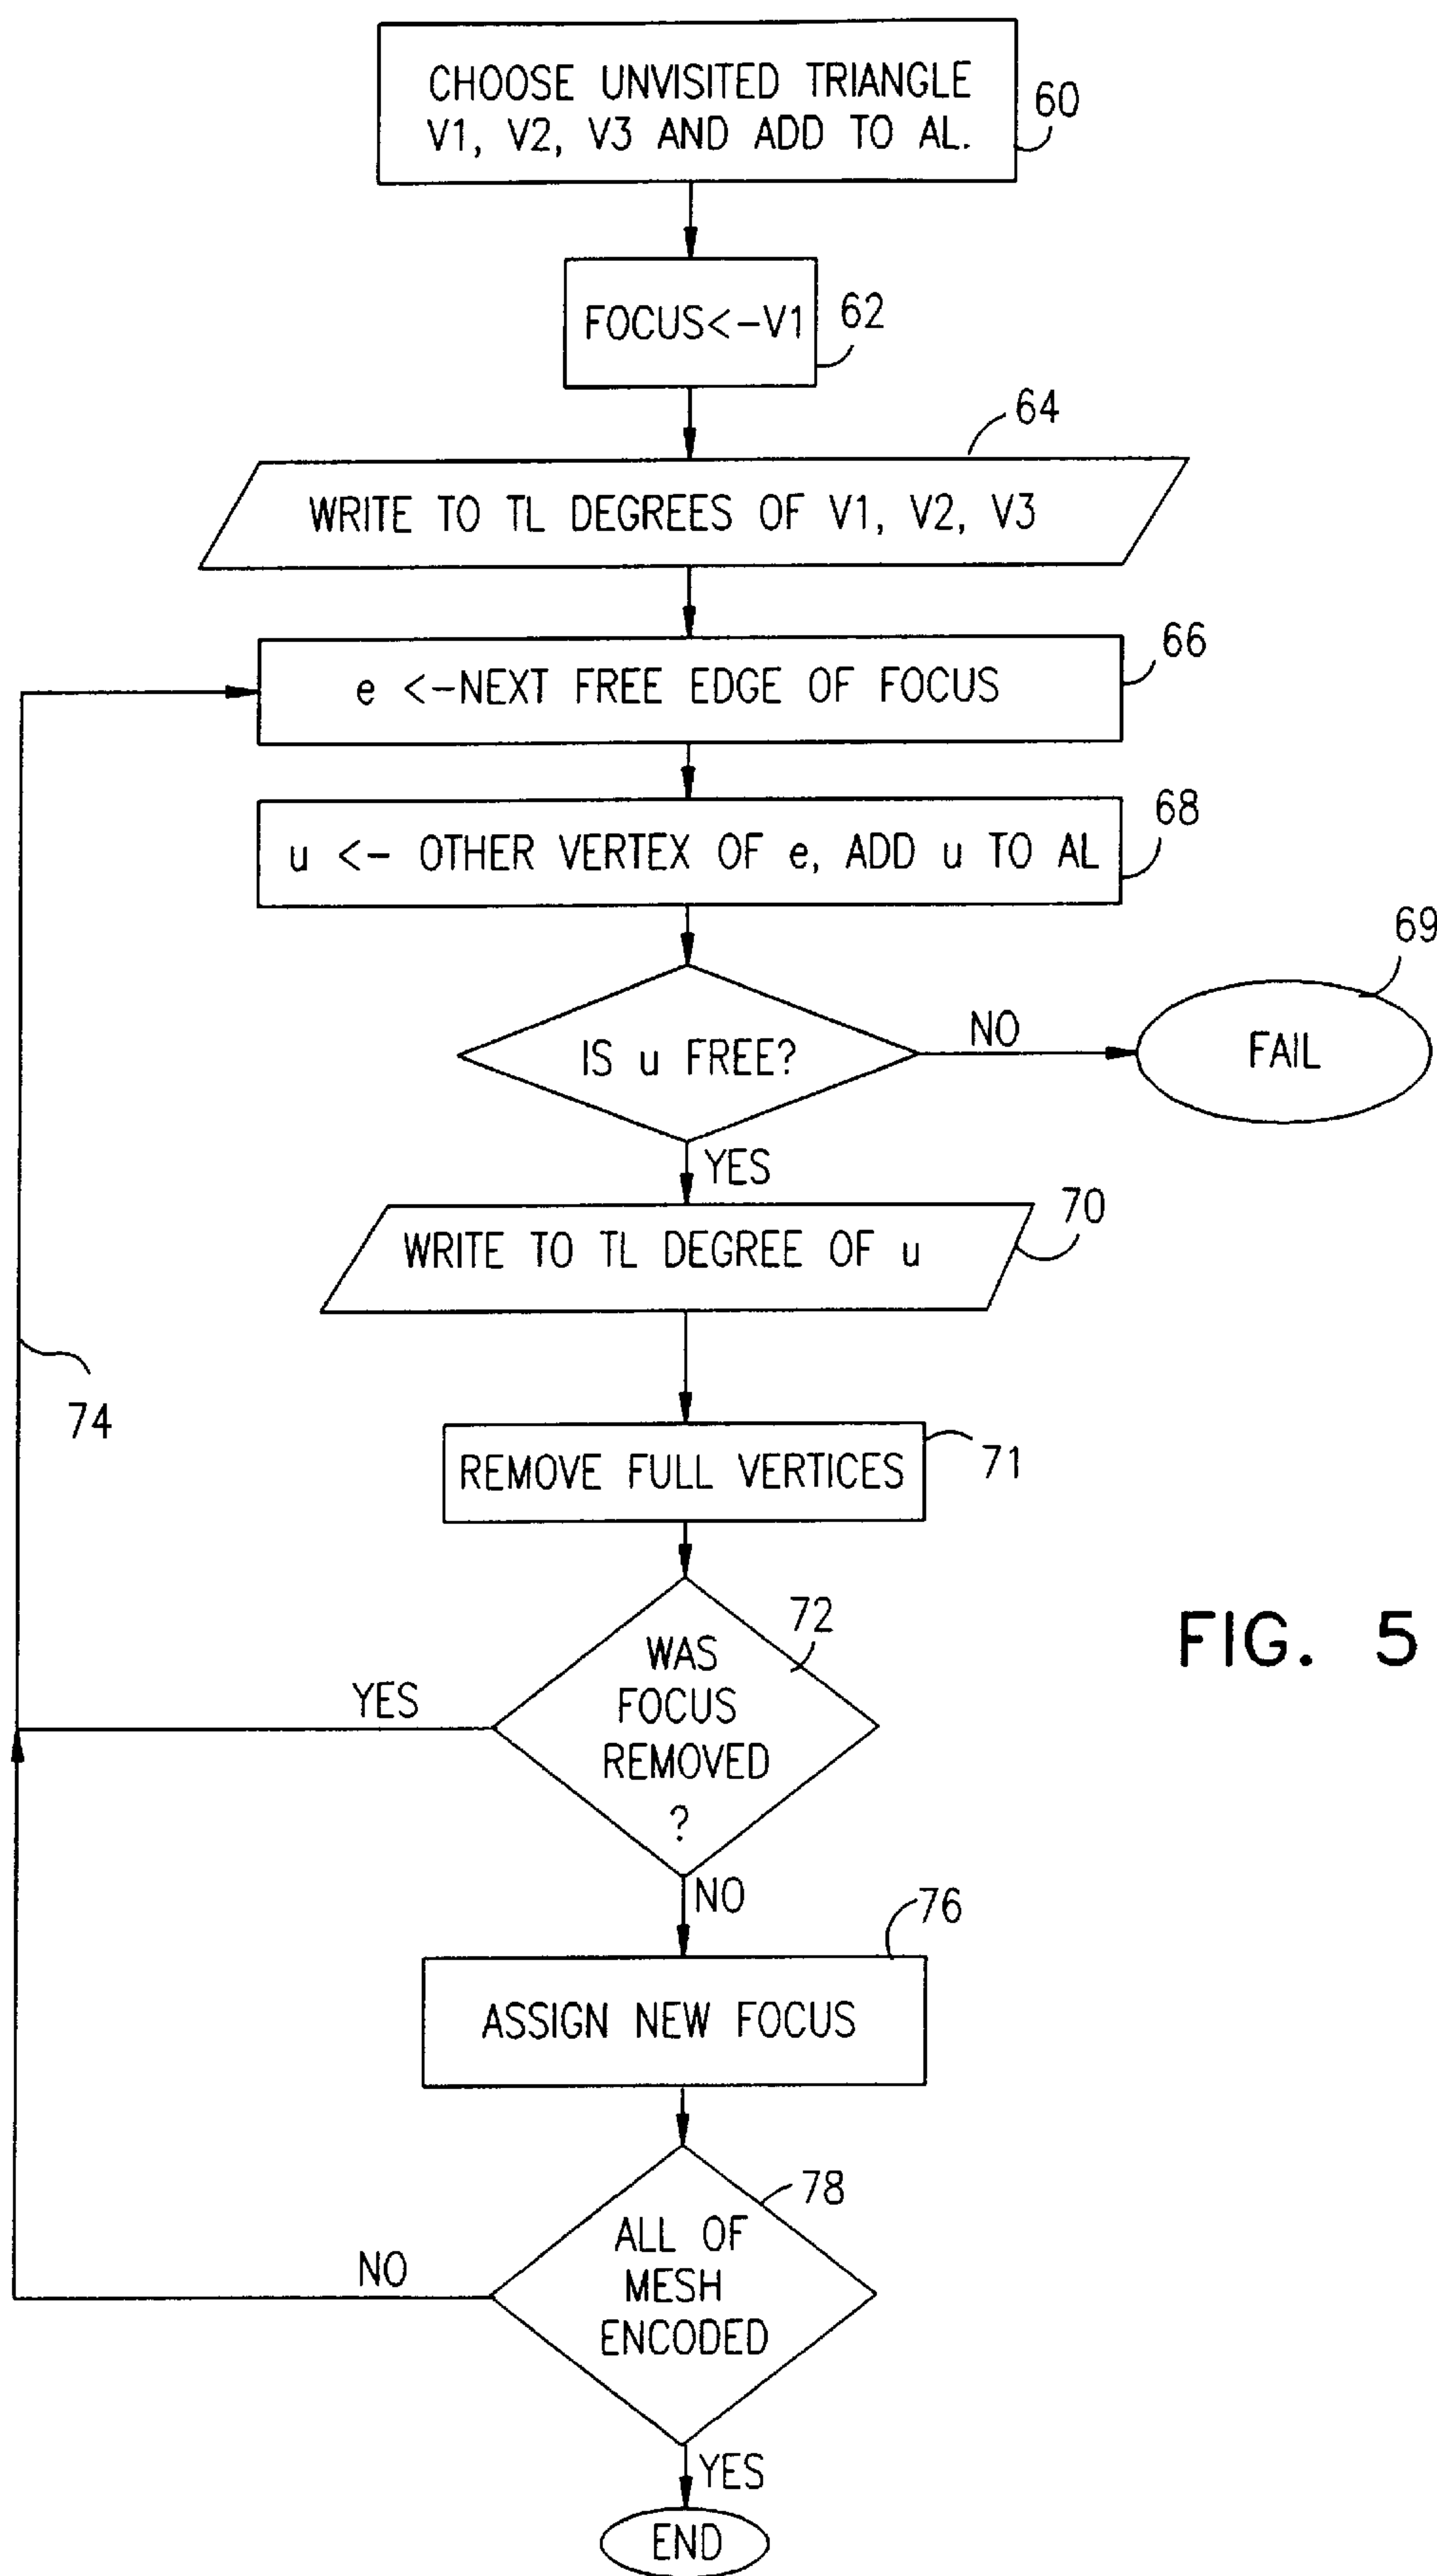 CHOOSE UNVISITED TRIANGLE
V1, V2, V3 AND ADD TO AL.
60
FOCUS<-V1
62
64
WRITE TO TL DEGREES OF V1, V2, V3
66
e <-NEXT FREE EDGE OF FOCUS
68
u <- OTHER VERTEX OF e, ADD u TO AL
69
IS u FREE?
NO
FAIL
YES
70
WRITE TO TL DEGREE OF u
74
REMOVE FULL VERTICES
71
72
WAS
FOCUS
REMOVED
?
YES
FIG. 5
NO
76
ASSIGN NEW FOCUS
78
ALL OF
MESH
ENCODED
NO
YES
END